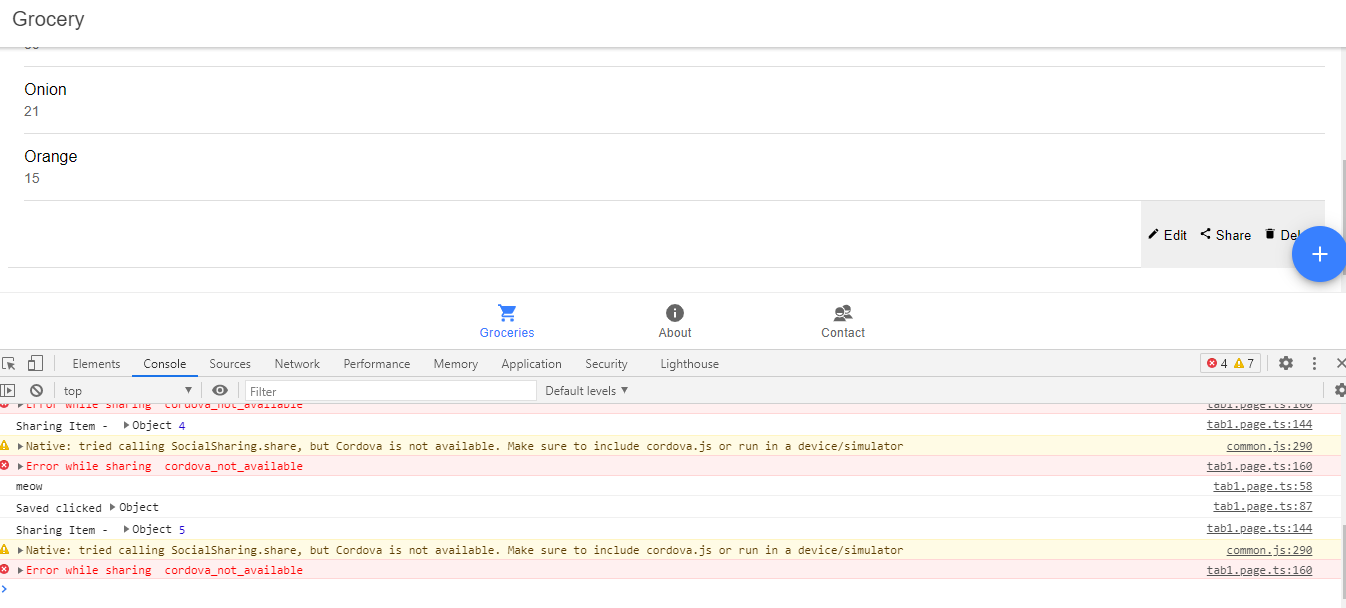 Grocery
Onion
21
Orange
15
Edit Share Del
Groceries About Contact
Elements Console Sources Network Performance Memory Application Security Lighthouse 4 7
top Filter Default levels
Error while sharing cordova_not_available tab1.page.ts:160
Sharing Item - Object 4 tab1.page.ts:144
Native: tried calling SocialSharing.share, but Cordova is not available. Make sure to include cordova.js or run in a device/simulator common.js:290
Error while sharing cordova_not_available tab1.page.ts:160
meow tab1.page.ts:58
Saved clicked Object tab1.page.ts:87
Sharing Item - Object 5 tab1.page.ts:144
Native: tried calling SocialSharing.share, but Cordova is not available. Make sure to include cordova.js or run in a device/simulator common.js:290
Error while sharing cordova_not_available tab1.page.ts:160